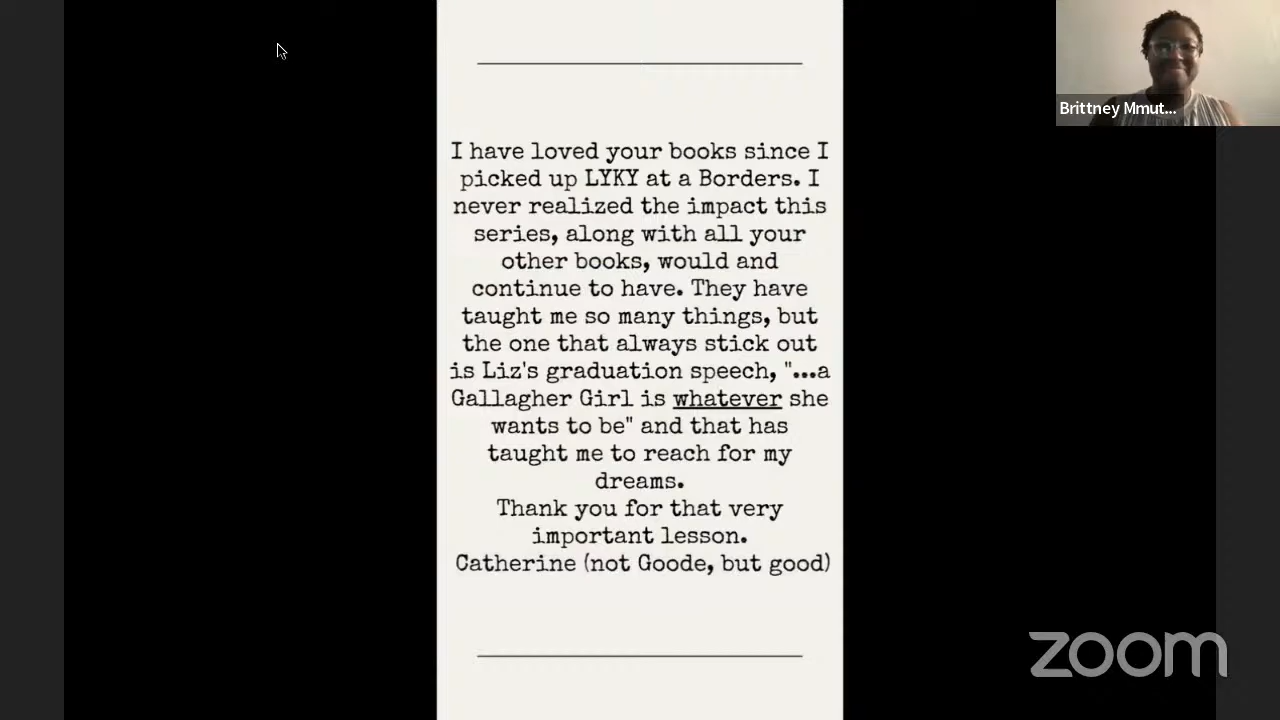 Brittney Mmut...
I have loved your books since I
picked up LYKY at a Borders. I
never realized the impact this
series, along with all your
other books, would and
continue to have. They have
taught me so many things, but
the one that always stick out
is Liz's graduation speech, "...a
Gallagher Girl is whatever she
wants to be" and that has
taught me to reach for my
dreams.
Thank you for that very
important lesson.
Catherine (not Goode, but good)
zoom